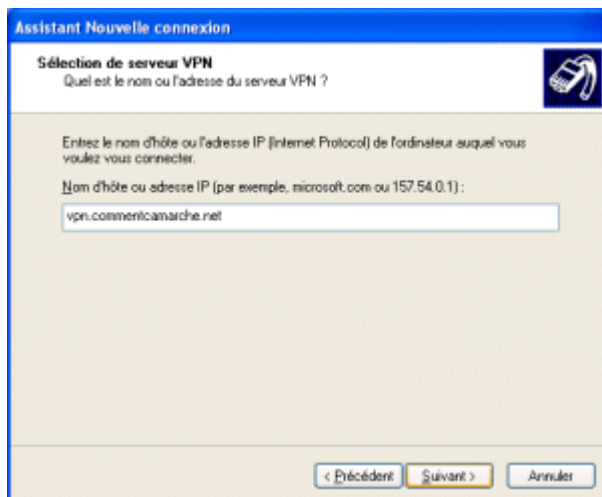 Assistant Nouvelle connexion
Sélection de serveur VPN
Quel est le nom ou l'adresse du serveur VPN ?
Entrez le nom d'hôte ou l'adresse IP (Internet Protocol) de l'ordinateur auquel vous
voulez vous connecter.
Nom d'hôte ou adresse IP (par exemple, microsoft.com ou 157.54.0.1) :
vpn.commentcamarche.net
< Précédent
Suivant >
Annuler